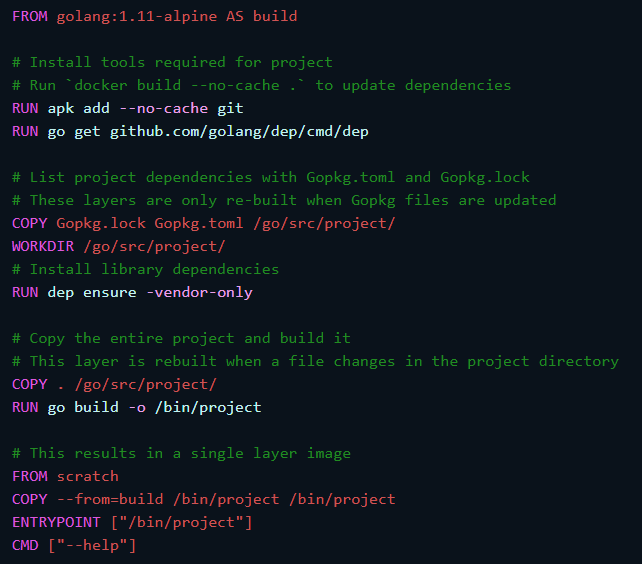 FROM golang:1.11-alpine AS build

# Install tools required for project
# Run `docker build --no-cache .` to update dependencies
RUN apk add --no-cache git
RUN go get github.com/golang/dep/cmd/dep

# List project dependencies with Gopkg.toml and Gopkg.lock
# These layers are only re-built when Gopkg files are updated
COPY Gopkg.lock Gopkg.toml /go/src/project/
WORKDIR /go/src/project/
# Install library dependencies
RUN dep ensure -vendor-only

# Copy the entire project and build it
# This layer is rebuilt when a file changes in the project directory
COPY . /go/src/project/
RUN go build -o /bin/project

# This results in a single layer image
FROM scratch
COPY --from=build /bin/project /bin/project
ENTRYPOINT ["/bin/project"]
CMD ["--help"]